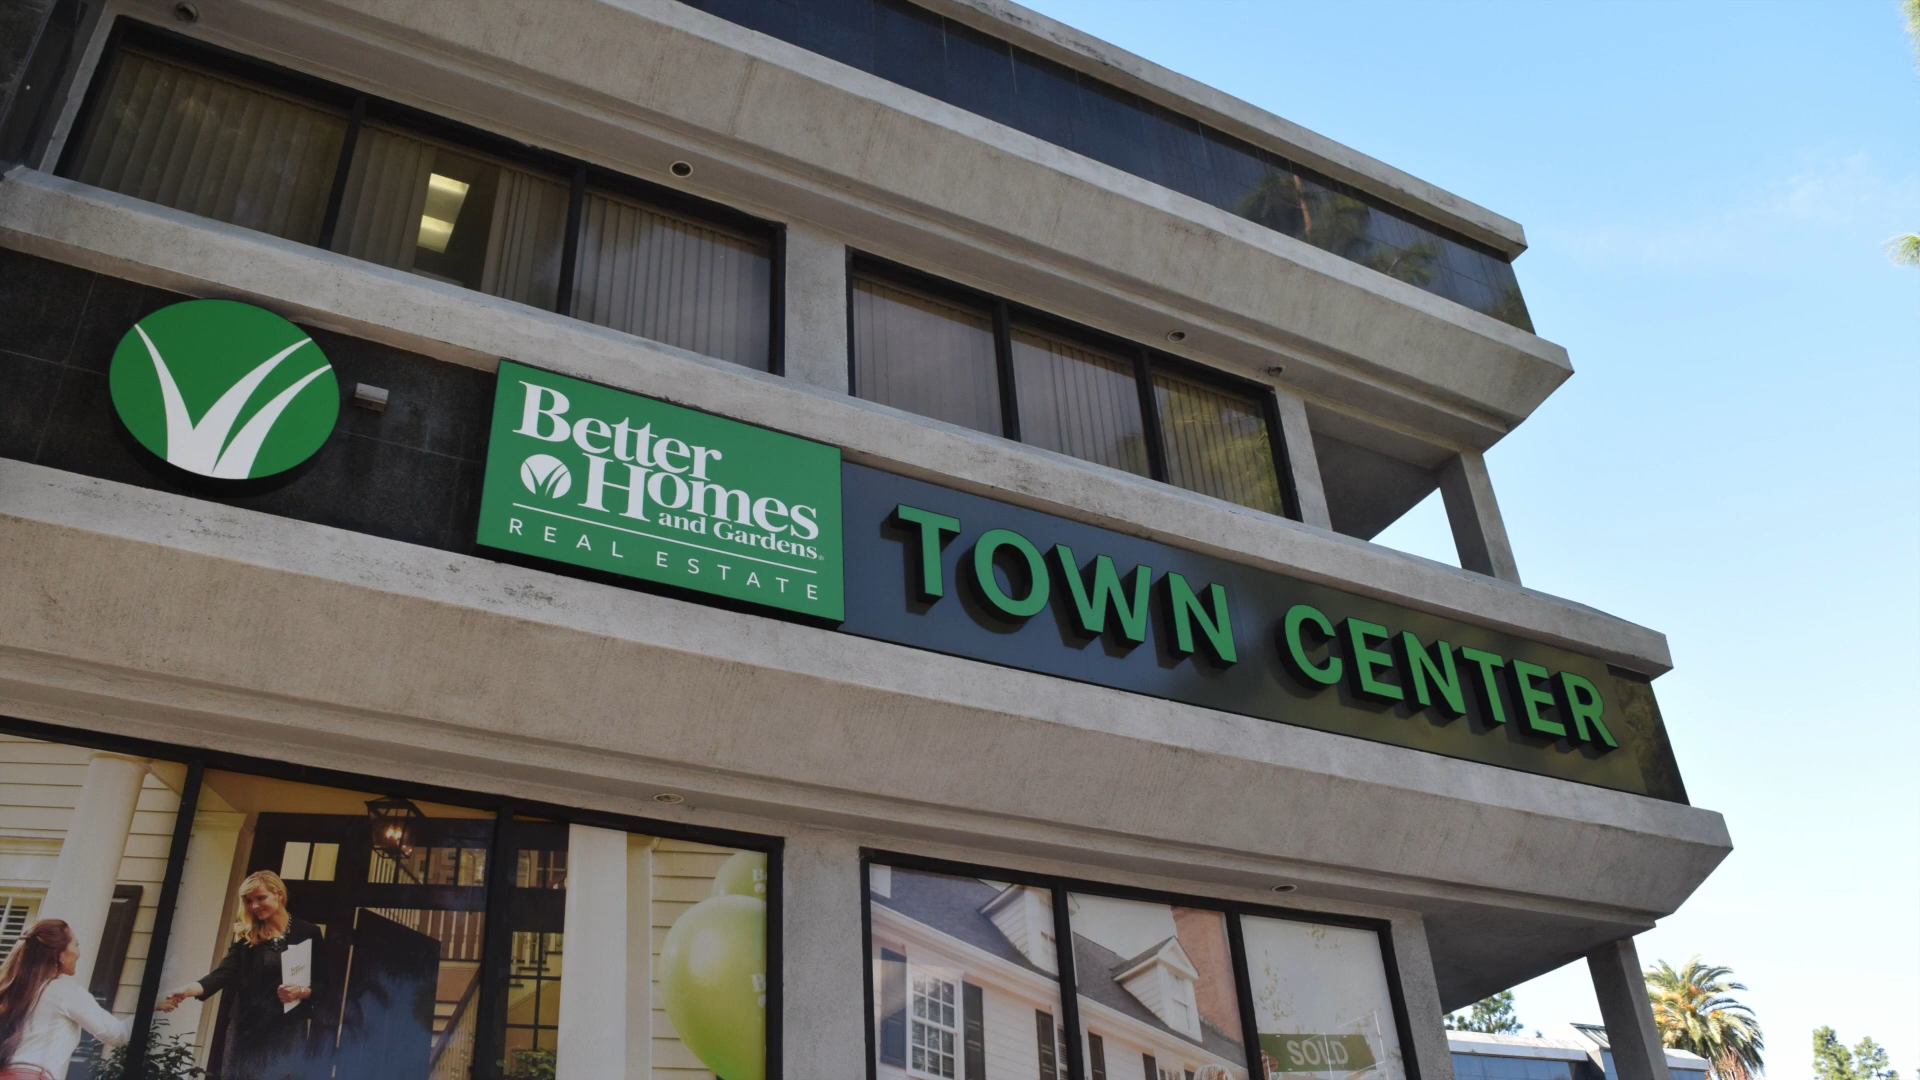 Better
Homes
and Gardens
REAL ESTATE
TOWN CENTER
SOLD